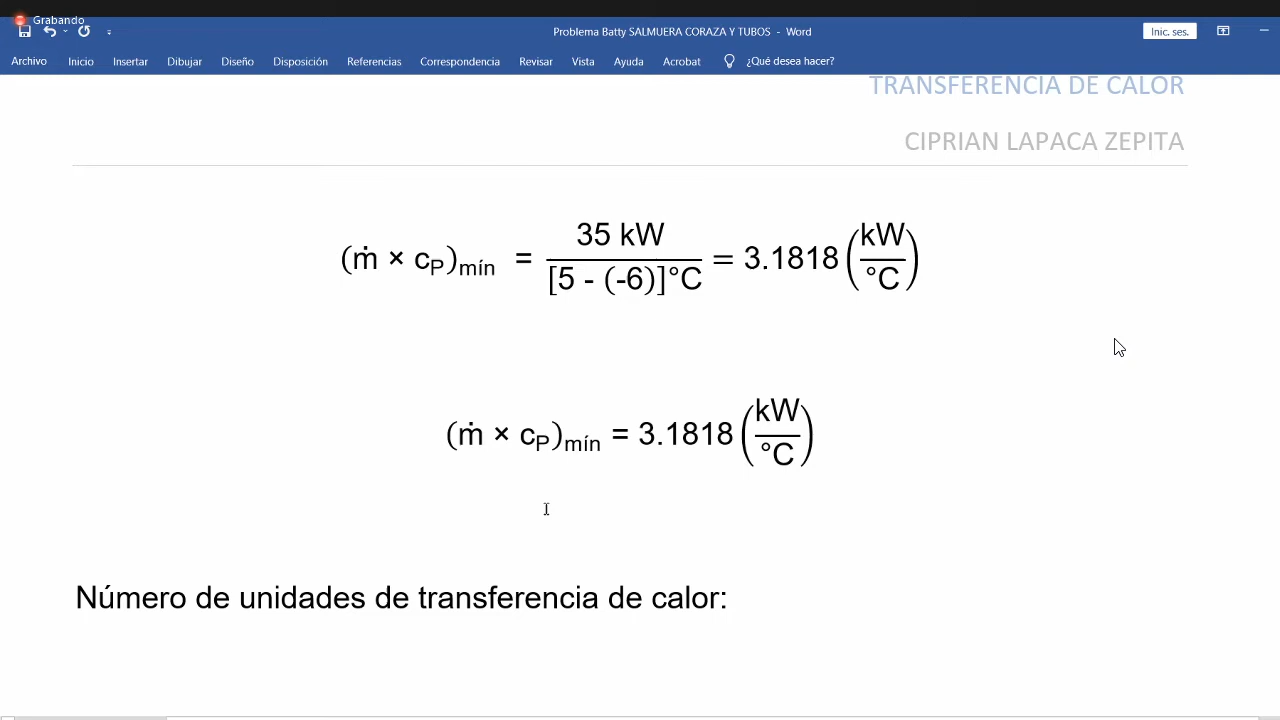 Grabando
Problema Batty SALMUERA CORAZA Y TUBOS - Word
Inic. ses.
Archivo Inicio Insertar Dibujar Diseño Disposición Referencias Correspondencia Revisar Vista Ayuda Acrobat ¿Qué desea hacer?
TRANSFERENCIA DE CALOR
CIPRIAN LAPACA ZEPITA
(ṁ × cₚ)ₘíₙ = 35 kW / [5 - (-6)]°C = 3.1818 (kW/°C)
(ṁ × cₚ)ₘíₙ = 3.1818 (kW/°C)
Número de unidades de transferencia de calor: